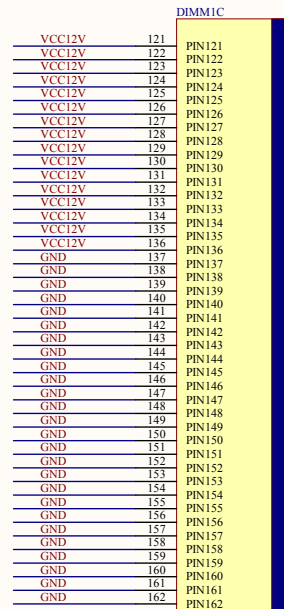 DIMM1C
VCC12V 121 PIN121
VCC12V 122 PIN122
VCC12V 123 PIN123
VCC12V 124 PIN124
VCC12V 125 PIN125
VCC12V 126 PIN126
VCC12V 127 PIN127
VCC12V 128 PIN128
VCC12V 129 PIN129
VCC12V 130 PIN130
VCC12V 131 PIN131
VCC12V 132 PIN132
VCC12V 133 PIN133
VCC12V 134 PIN134
VCC12V 135 PIN135
VCC12V 136 PIN136
GND 137 PIN137
GND 138 PIN138
GND 139 PIN139
GND 140 PIN140
GND 141 PIN141
GND 142 PIN142
GND 143 PIN143
GND 144 PIN144
GND 145 PIN145
GND 146 PIN146
GND 147 PIN147
GND 148 PIN148
GND 149 PIN149
GND 150 PIN150
GND 151 PIN151
GND 152 PIN152
GND 153 PIN153
GND 154 PIN154
GND 155 PIN155
GND 156 PIN156
GND 157 PIN157
GND 158 PIN158
GND 159 PIN159
GND 160 PIN160
GND 161 PIN161
GND 162 PIN162